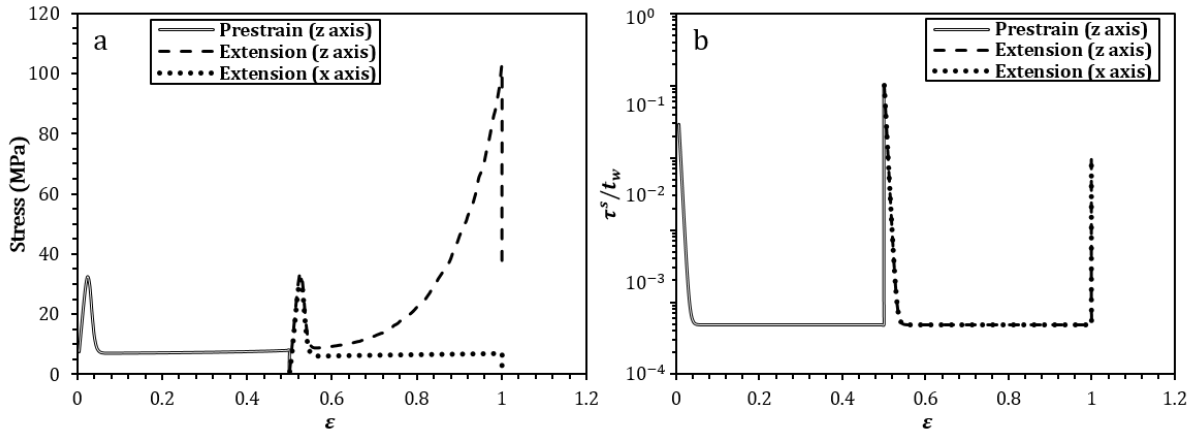 120
100
80
60
40
20
0
Stress (MPa)
a
Prestrain (z axis)
Extension (z axis)
Extension (x axis)
0 0.2 0.4 0.6 0.8 1 1.2
ε
10⁰
10⁻¹
10⁻²
10⁻³
10⁻⁴
τˢ/t_w
b
Prestrain (z axis)
Extension (z axis)
Extension (x axis)
0 0.2 0.4 0.6 0.8 1 1.2
ε